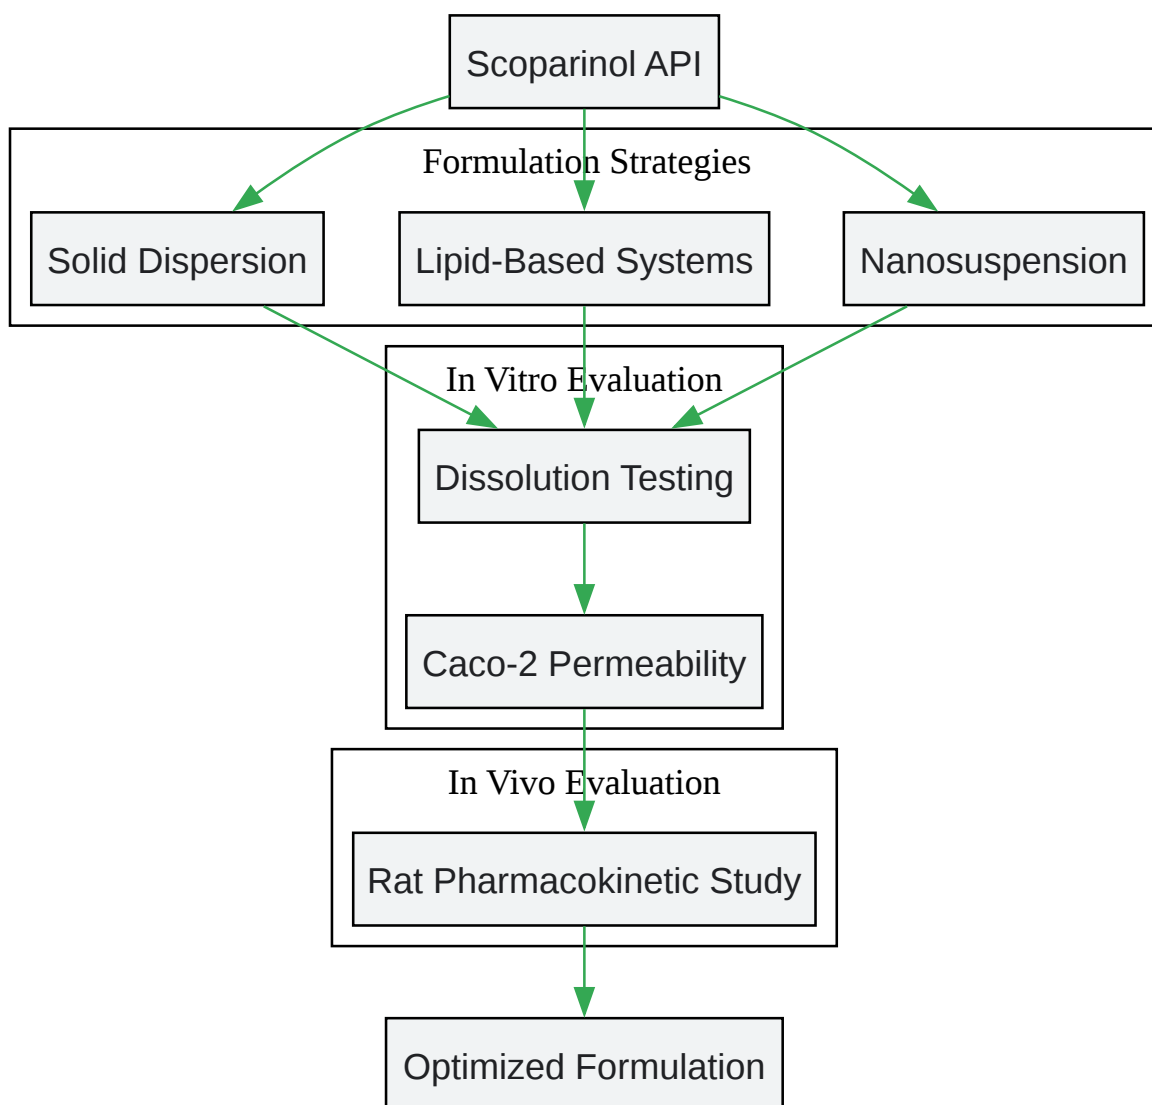 Scoparinol API
Formulation Strategies
Solid Dispersion
Lipid-Based Systems
Nanosuspension
In Vitro Evaluation
Dissolution Testing
Caco-2 Permeability
In Vivo Evaluation
Rat Pharmacokinetic Study
Optimized Formulation